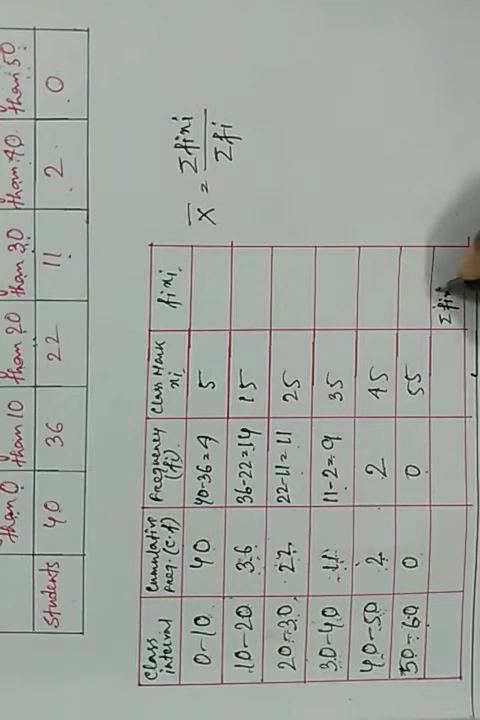 than 0 than 10 than 20 than 30 than 40 than 50
Students 40 36 22 11 2 0
Class interval Cumulative Freq. (c.f) Frequency (fi) Class Mark xi fixi
0-10 40 40-36=4 5
10-20 36 36-22=14 15
20-30 22 22-11=11 25
30-40 11 11-2=9 35
40-50 2 2 45
50-60 0 0 55
X̄ = Σfixi / Σfi